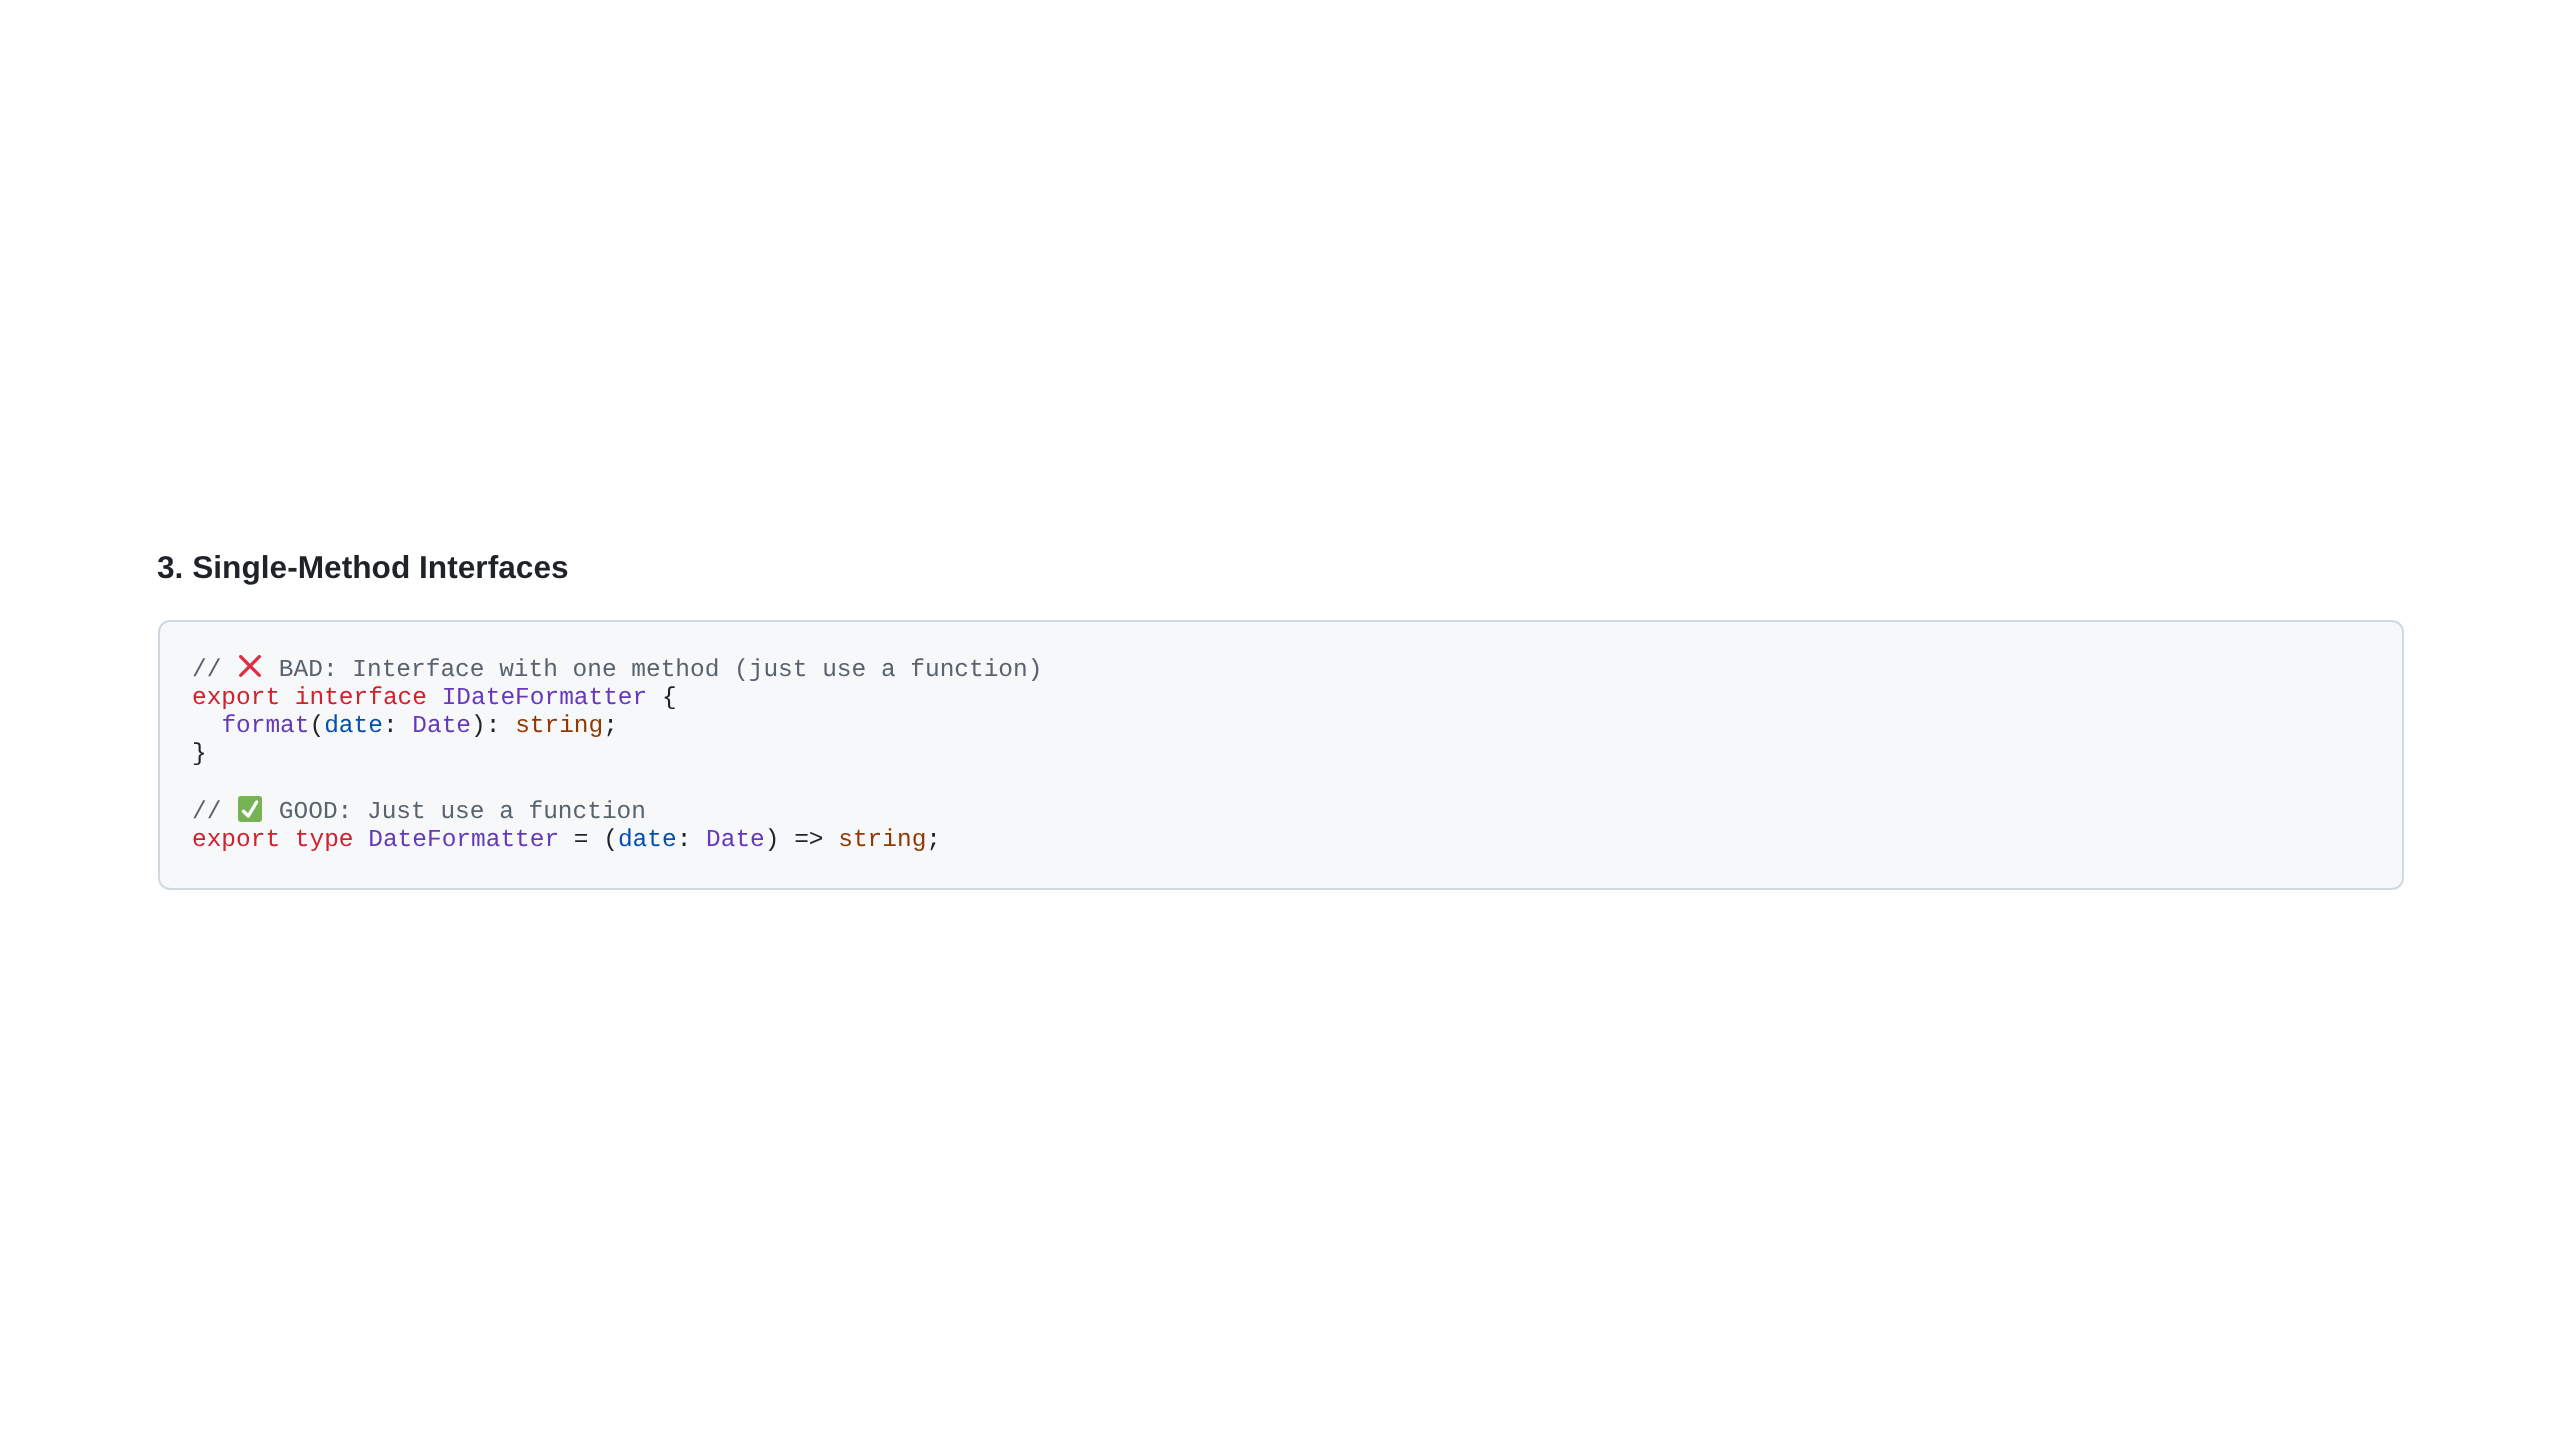 3. Single-Method Interfaces
// ❌ BAD: Interface with one method (just use a function)
export interface IDateFormatter {
  format(date: Date): string;
}
// ✅ GOOD: Just use a function
export type DateFormatter = (date: Date) => string;